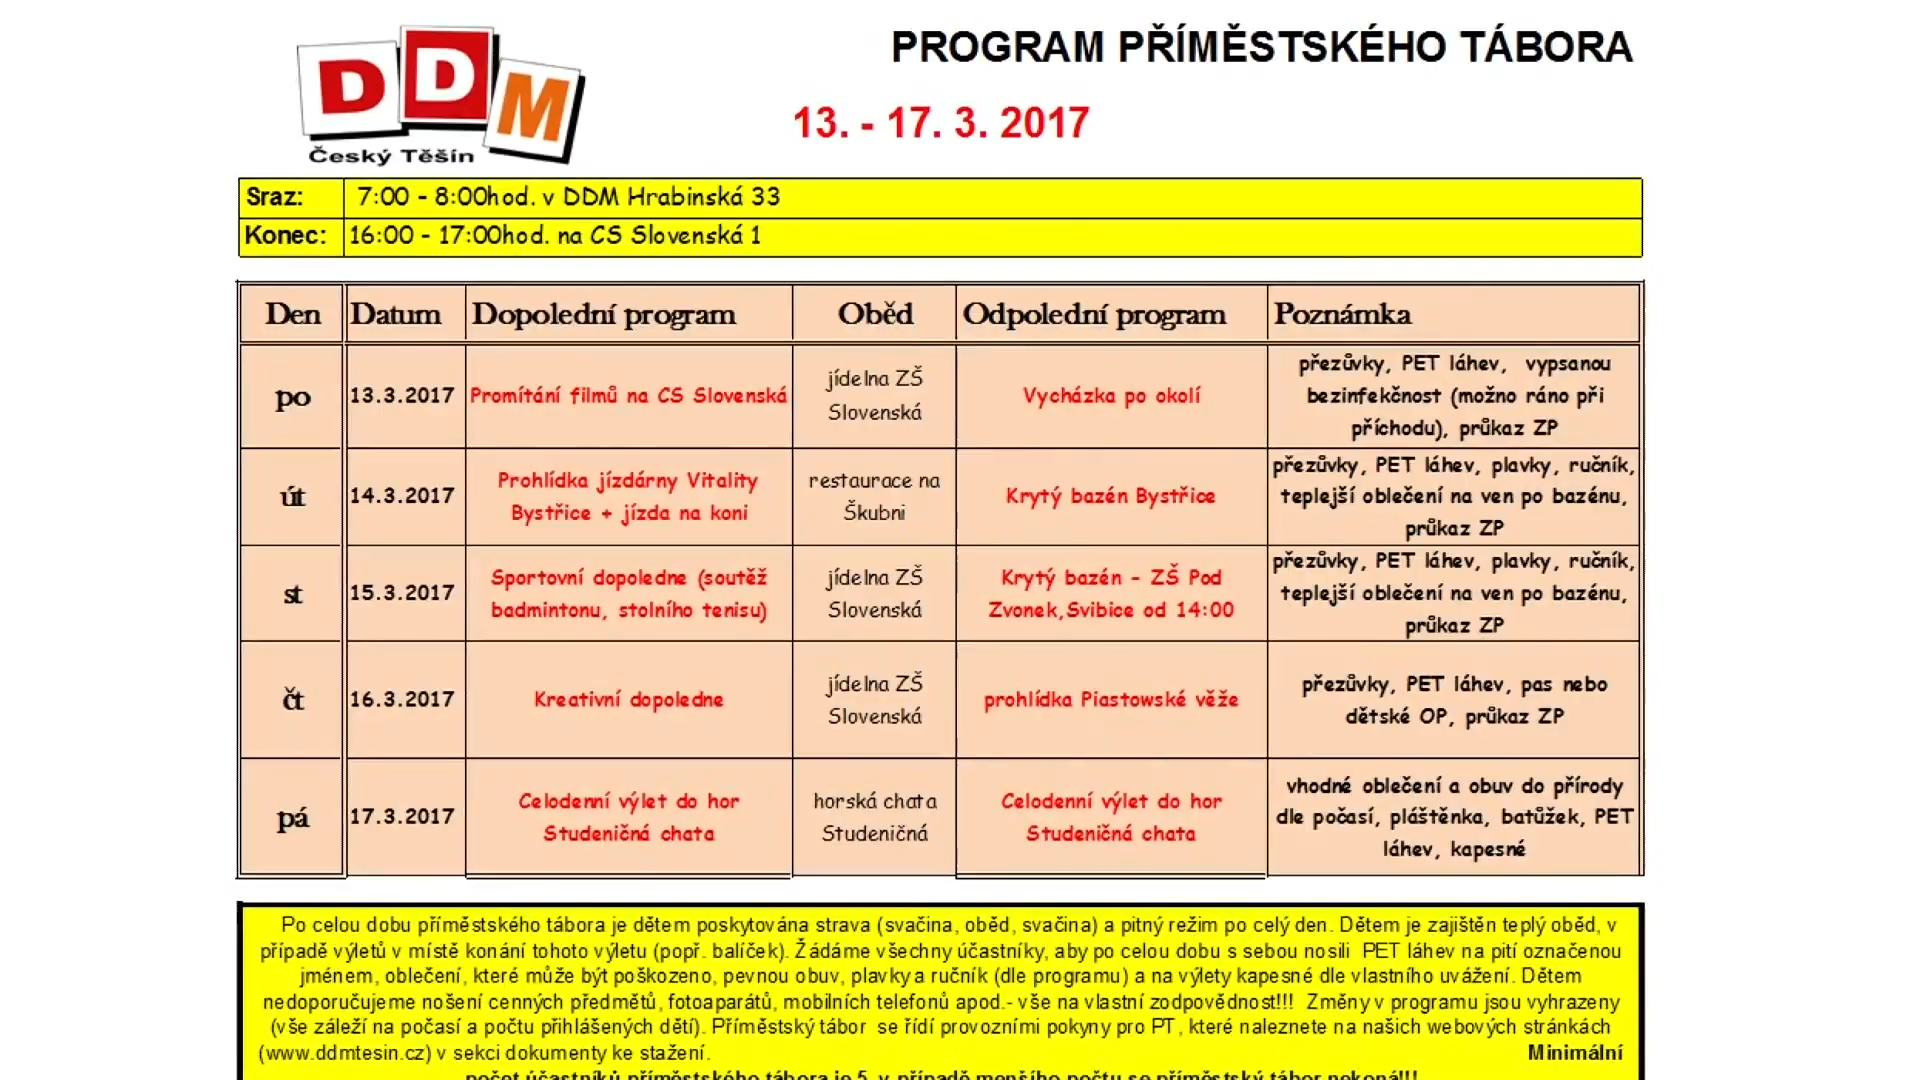 DDM
Český Těšín
PROGRAM PŘÍMĚSTSKÉHO TÁBORA
13. - 17. 3. 2017
Sraz: 7:00 - 8:00hod. v DDM Hrabinská 33
Konec: 16:00 - 17:00hod. na CS Slovenská 1
Den Datum Dopolední program Oběd Odpolední program Poznámka
po 13.3.2017 Promítání filmů na CS Slovenská
jídelna ZŠ
Slovenská
Vycházka po okolí
přezůvky, PET láhev, vypsanou
bezinfekčnost (možno ráno při
příchodu), průkaz ZP
út 14.3.2017
Prohlídka jízdárny Vitality
Bystřice + jízda na koni
restaurace na
Škubni
Krytý bazén Bystřice
přezůvky, PET láhev, plavky, ručník,
teplejší oblečení na ven po bazénu,
průkaz ZP
st 15.3.2017
Sportovní dopoledne (soutěž
badmintonu, stolního tenisu)
jídelna ZŠ
Slovenská
Krytý bazén - ZŠ Pod
Zvonek,Svibice od 14:00
přezůvky, PET láhev, plavky, ručník,
teplejší oblečení na ven po bazénu,
průkaz ZP
čt 16.3.2017 Kreativní dopoledne
jídelna ZŠ
Slovenská
prohlídka Piastowské věže
přezůvky, PET láhev, pas nebo
dětské OP, průkaz ZP
pá 17.3.2017
Celodenní výlet do hor
Studeničná chata
horská chata
Studeničná
Celodenní výlet do hor
Studeničná chata
vhodné oblečení a obuv do přírody
dle počasí, pláštěnka, batůžek, PET
láhev, kapesné
Po celou dobu příměstského tábora je dětem poskytována strava (svačina, oběd, svačina) a pitný režim po celý den. Dětem je zajištěn teplý oběd, v
případě výletů v místě konání tohoto výletu (popř. balíček). Žádáme všechny účastníky, aby po celou dobu s sebou nosili PET láhev na pití označenou
jménem, oblečení, které může být poškozeno, pevnou obuv, plavky a ručník (dle programu) a na výlety kapesné dle vlastního uvážení. Dětem
nedoporučujeme nošení cenných předmětů, fotoaparátů, mobilních telefonů apod.- vše na vlastní zodpovědnost!!! Změny v programu jsou vyhrazeny
(vše záleží na počasí a počtu přihlášených dětí). Příměstský tábor se řídí provozními pokyny pro PT, které naleznete na našich webových stránkách
(www.ddmtesin.cz) v sekci dokumenty ke stažení. Minimální
počet účastníků příměstského tábora je 5, v případě menšího počtu se příměstský tábor nekoná!!!